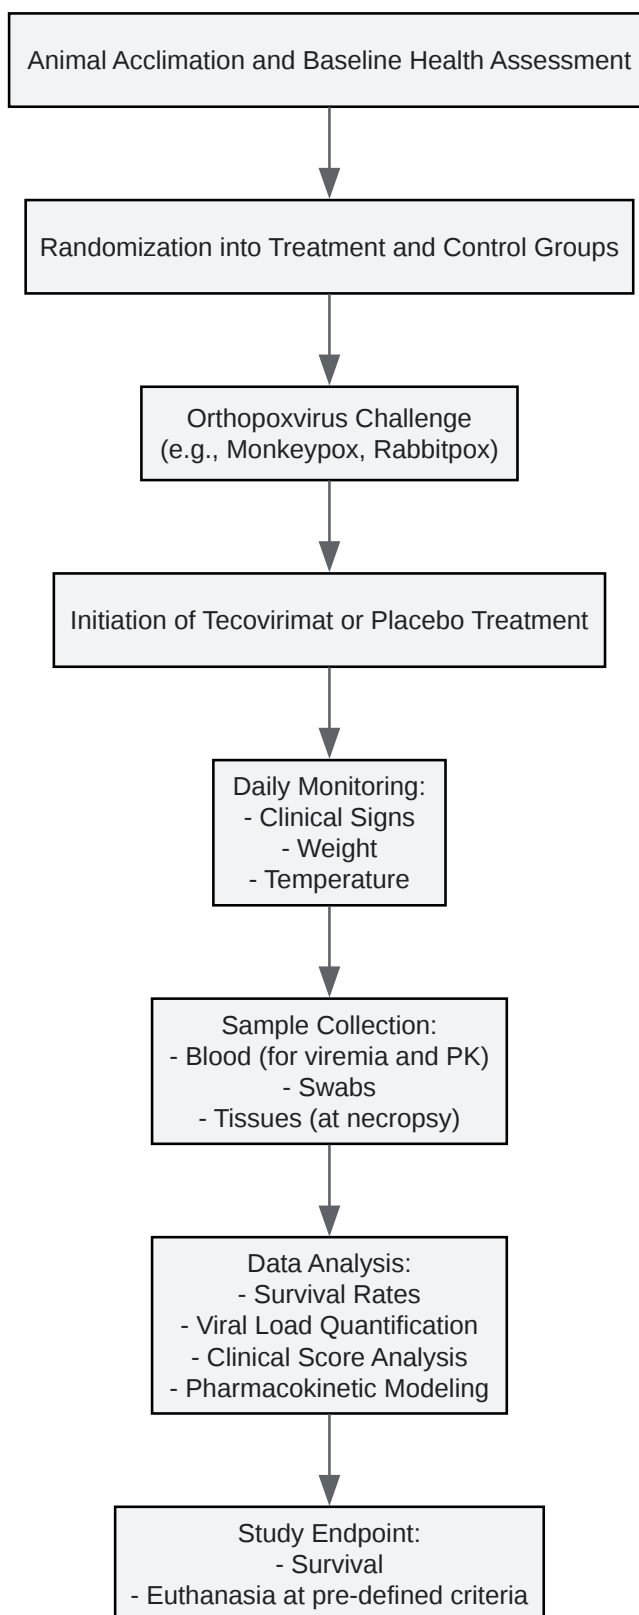 Animal Acclimation and Baseline Health Assessment
Randomization into Treatment and Control Groups
Orthopoxvirus Challenge
(e.g., Monkeypox, Rabbitpox)
Initiation of Tecovirimat or Placebo Treatment
Daily Monitoring:
- Clinical Signs
- Weight
- Temperature
Sample Collection:
- Blood (for viremia and PK)
- Swabs
- Tissues (at necropsy)
Data Analysis:
- Survival Rates
- Viral Load Quantification
- Clinical Score Analysis
- Pharmacokinetic Modeling
Study Endpoint:
- Survival
- Euthanasia at pre-defined criteria